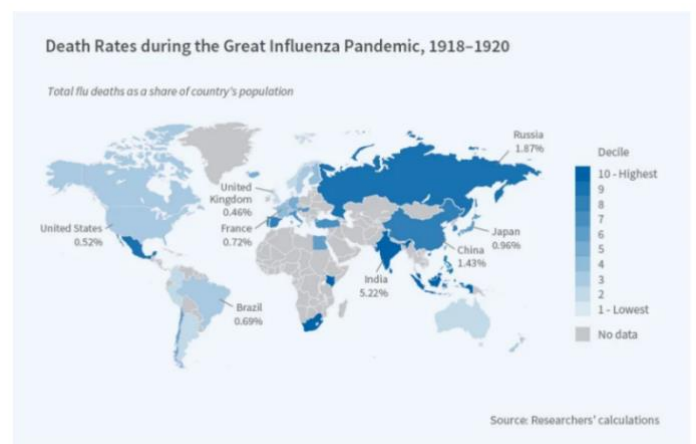 Death Rates during the Great Influenza Pandemic, 1918–1920
Total flu deaths as a share of country's population
Russia
1.87%
United
Kingdom
0.46%
United States
0.52%
France
0.72%
Japan
0.96%
China
1.43%
India
5.22%
Brazil
0.69%
Decile
10 - Highest
9
8
7
6
5
4
3
2
1 - Lowest
No data
Source: Researchers' calculations